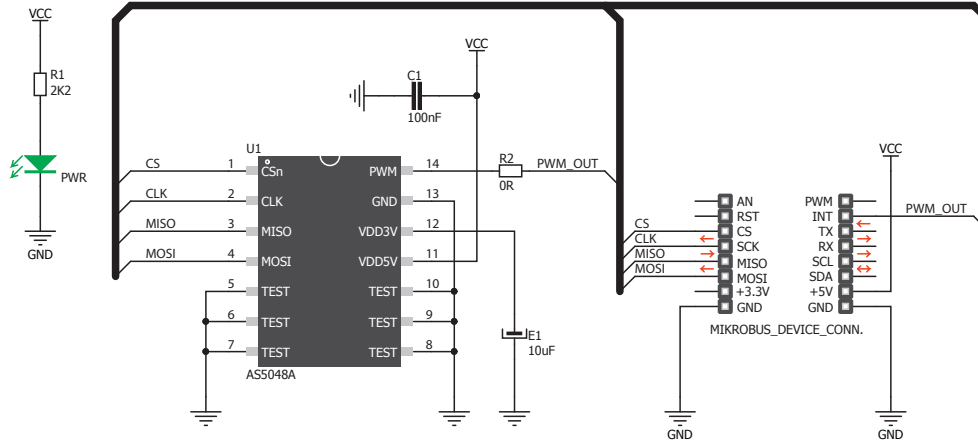 VCC
R1
2K2
PWR
GND
VCC
C1
100nF
U1
CS 1 CSn PWM 14 R2 PWM_OUT
0R
CLK 2 CLK GND 13
MISO 3 MISO VDD3V 12
MOSI 4 MOSI VDD5V 11
5 TEST TEST 10
6 TEST TEST 9
7 TEST TEST 8
AS5048A
E1
10uF
VCC
AN PWM
RST INT PWM_OUT
CS CS TX
CLK SCK RX
MISO MISO SCL
MOSI MOSI SDA
+3.3V +5V
GND GND
MIKROBUS_DEVICE_CONN.
GND GND